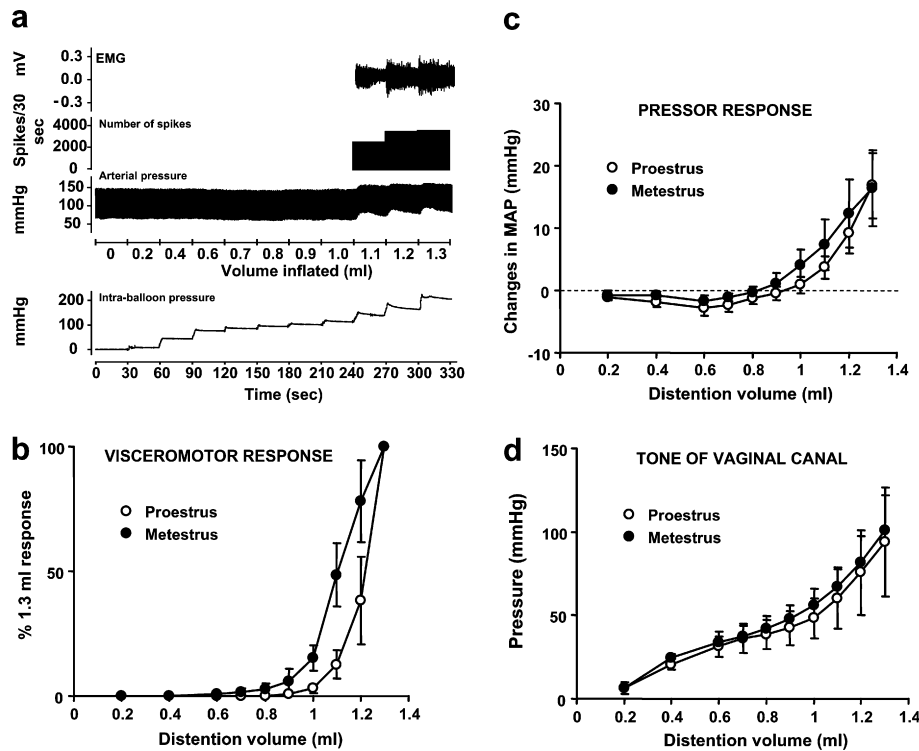 a
EMG
mV
0.3
0.0
-0.3
Number of spikes
Spikes/30
sec
4000
2000
0
Arterial pressure
mmHg
150
100
50
0 0.2 0.4 0.6 0.7 0.8 0.9 1.0 1.1 1.2 1.3
Volume inflated (ml)
Intra-balloon pressure
mmHg
200
100
0
0 30 60 90 120 150 180 210 240 270 300 330
Time (sec)
b
VISCEROMOTOR RESPONSE
Proestrus
Metestrus
% 1.3 ml response
100
50
0
0 0.2 0.4 0.6 0.8 1 1.2 1.4
Distention volume (ml)
c
PRESSOR RESPONSE
Proestrus
Metestrus
Changes in MAP (mmHg)
30
20
10
0
-10
0 0.2 0.4 0.6 0.8 1.0 1.2 1.4
Distention volume (ml)
d
TONE OF VAGINAL CANAL
Proestrus
Metestrus
Pressure (mmHg)
150
100
50
0
0 0.2 0.4 0.6 0.8 1 1.2 1.4
Distention volume (ml)